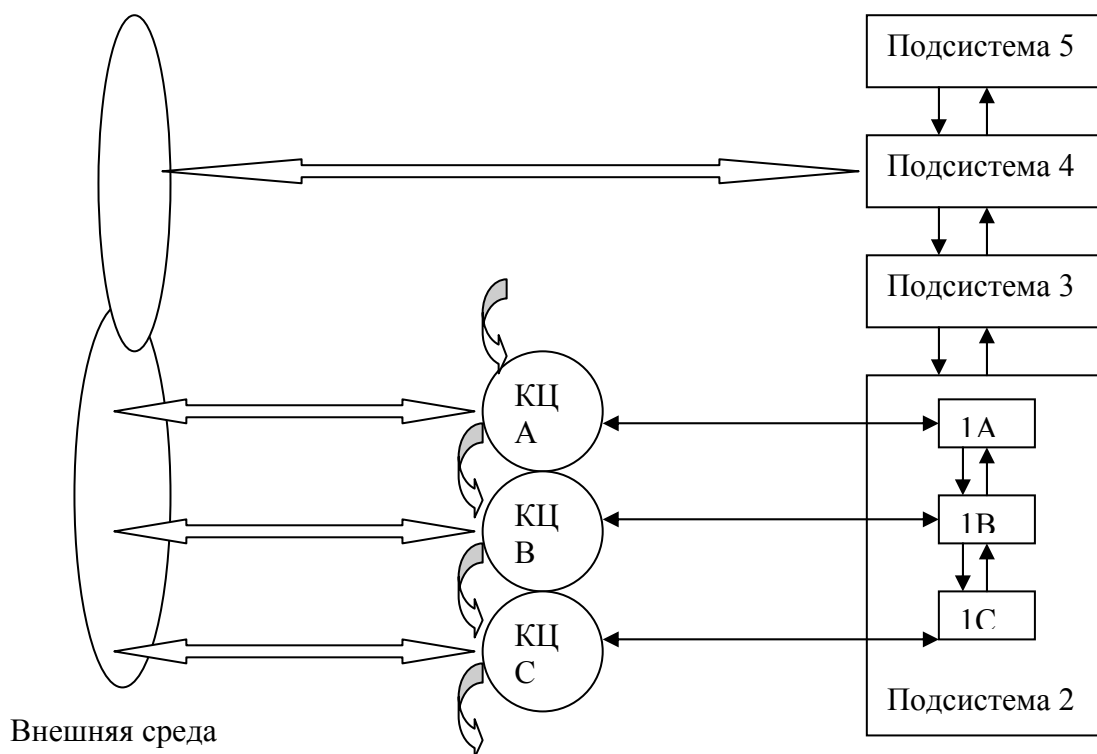 Подсистема 5
Подсистема 4
Подсистема 3
КЦ
А
1А
КЦ
В
1В
КЦ
С
1С
Подсистема 2
Внешняя среда